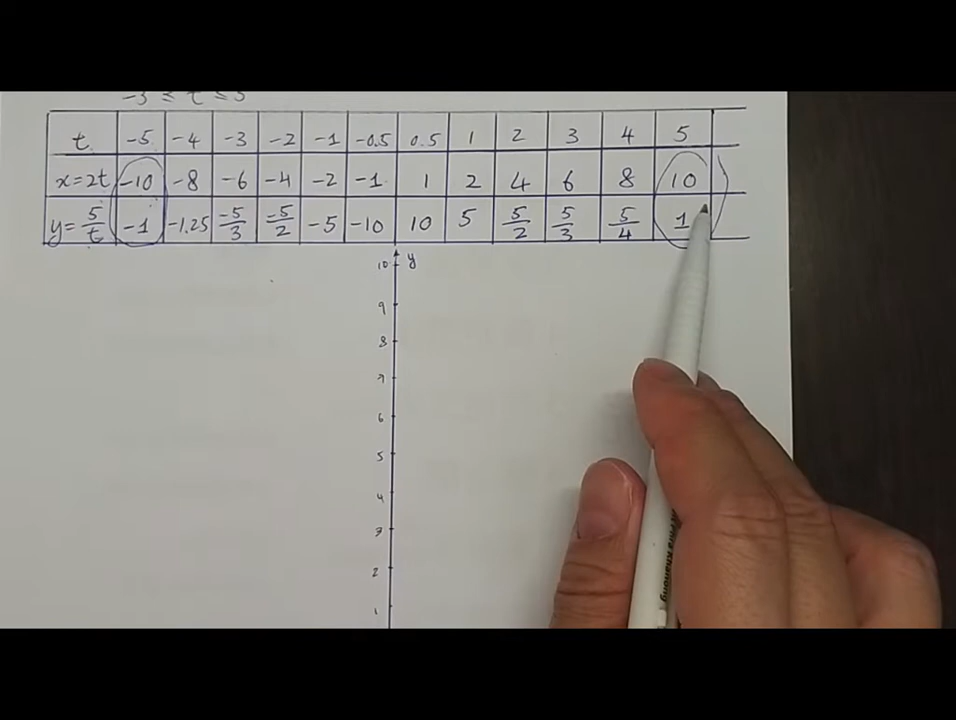 -3 ≤ t ≤ 5
t -5 -4 -3 -2 -1 -0.5 0.5 1 2 3 4 5
x=2t -10 -8 -6 -4 -2 -1 1 2 4 6 8 10
y=5/t -1 -1.25 -5/3 -5/2 -5 -10 10 5 5/2 5/3 5/4 1
y
10
9
8
7
6
5
4
3
2
1